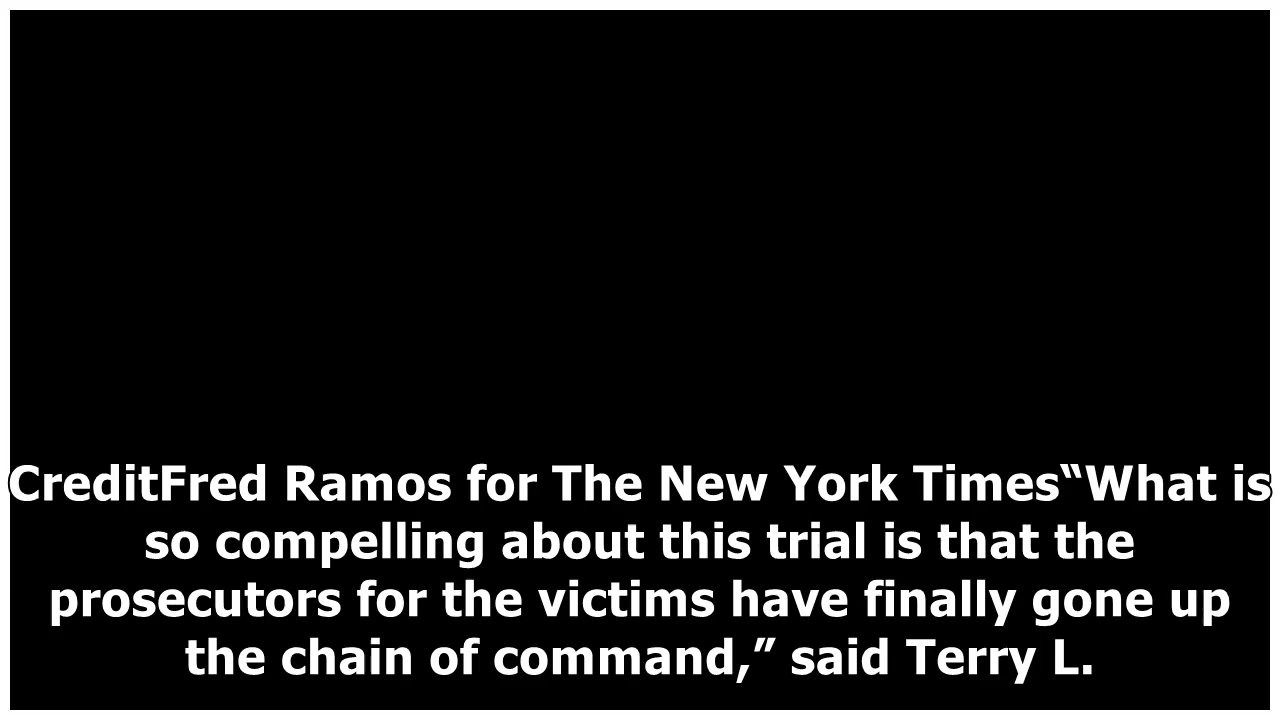 CreditFred Ramos for The New York Times“What is
so compelling about this trial is that the
prosecutors for the victims have finally gone up
the chain of command,” said Terry L.